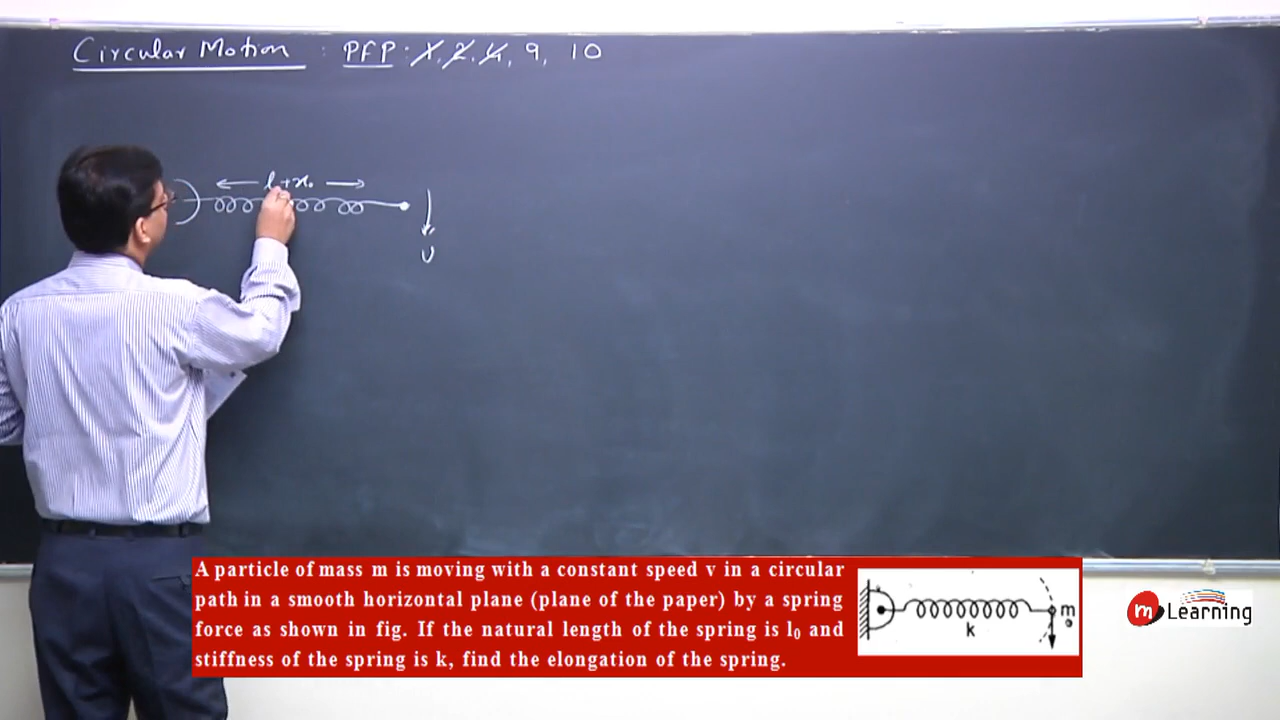 Circular Motion : PFP : 1, 2, 4, 9, 10
l + x₀
v
A particle of mass m is moving with a constant speed v in a circular
path in a smooth horizontal plane (plane of the paper) by a spring
force as shown in fig. If the natural length of the spring is l₀ and
stiffness of the spring is k, find the elongation of the spring.
k
m
m Learning